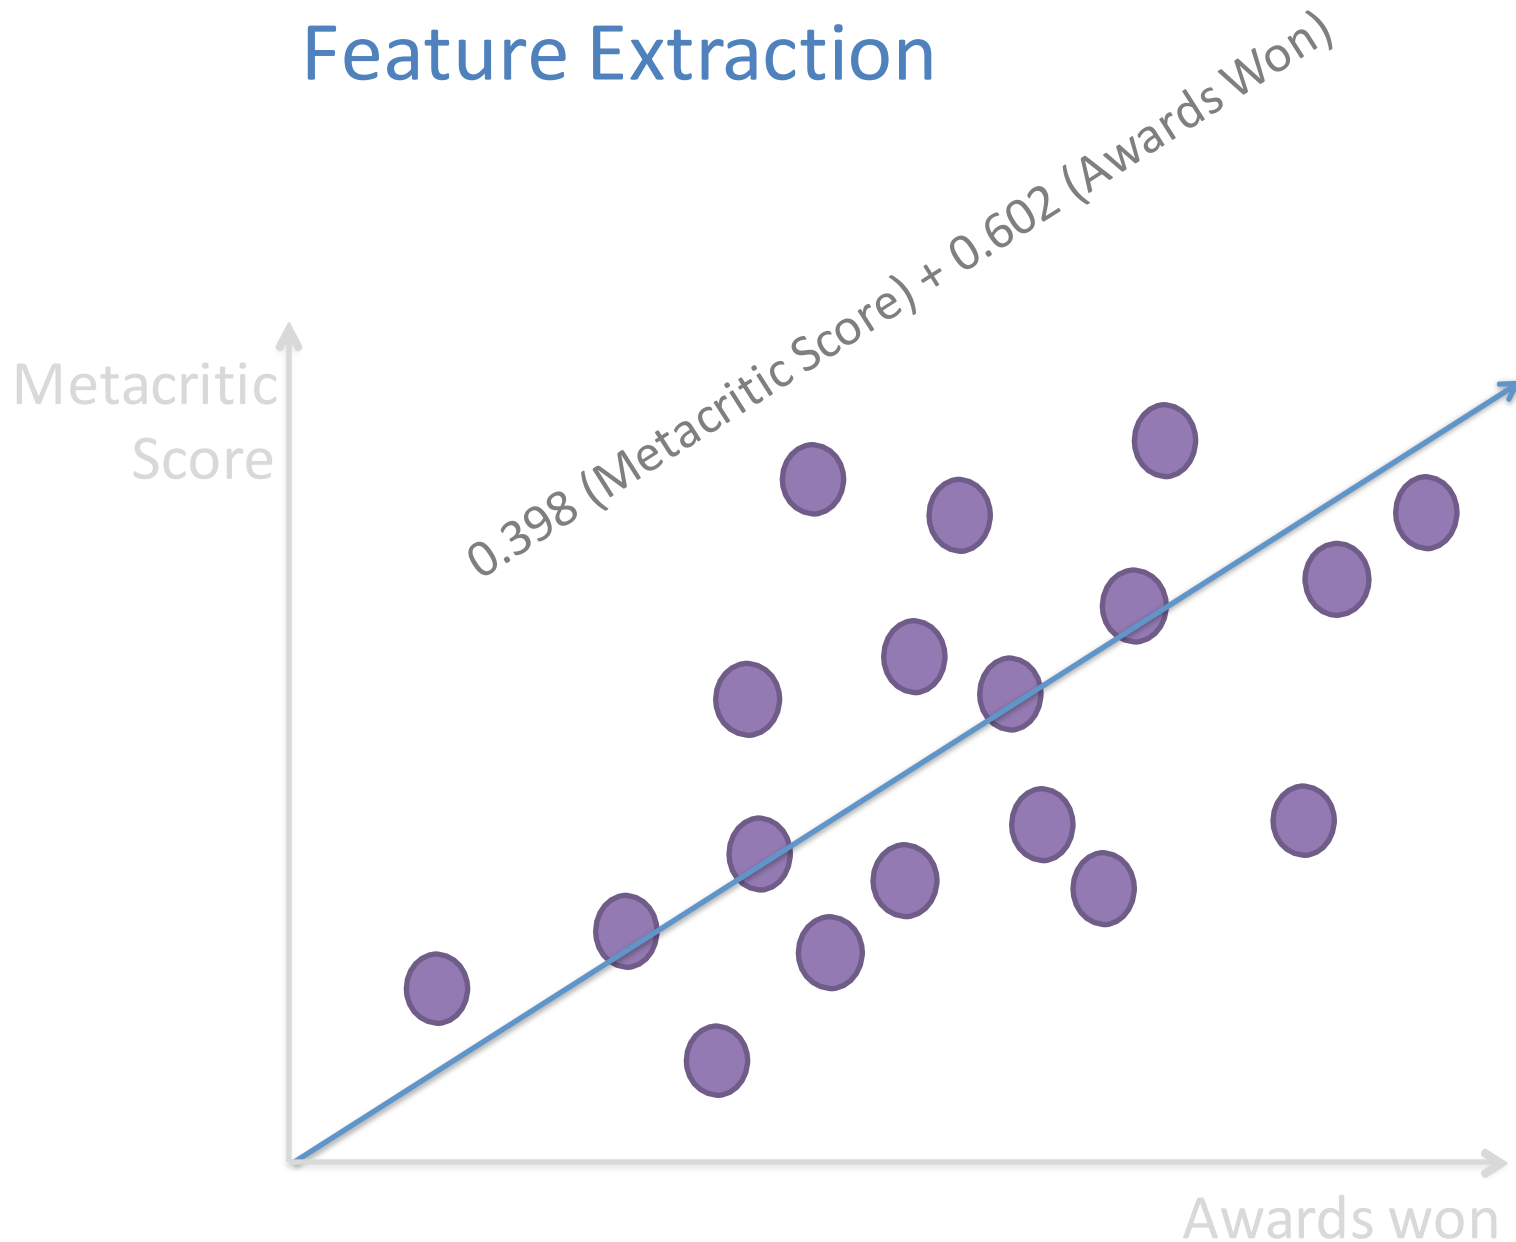 Feature Extraction
0.398 (Metacritic Score) + 0.602 (Awards Won)
Metacritic
Score
Awards won